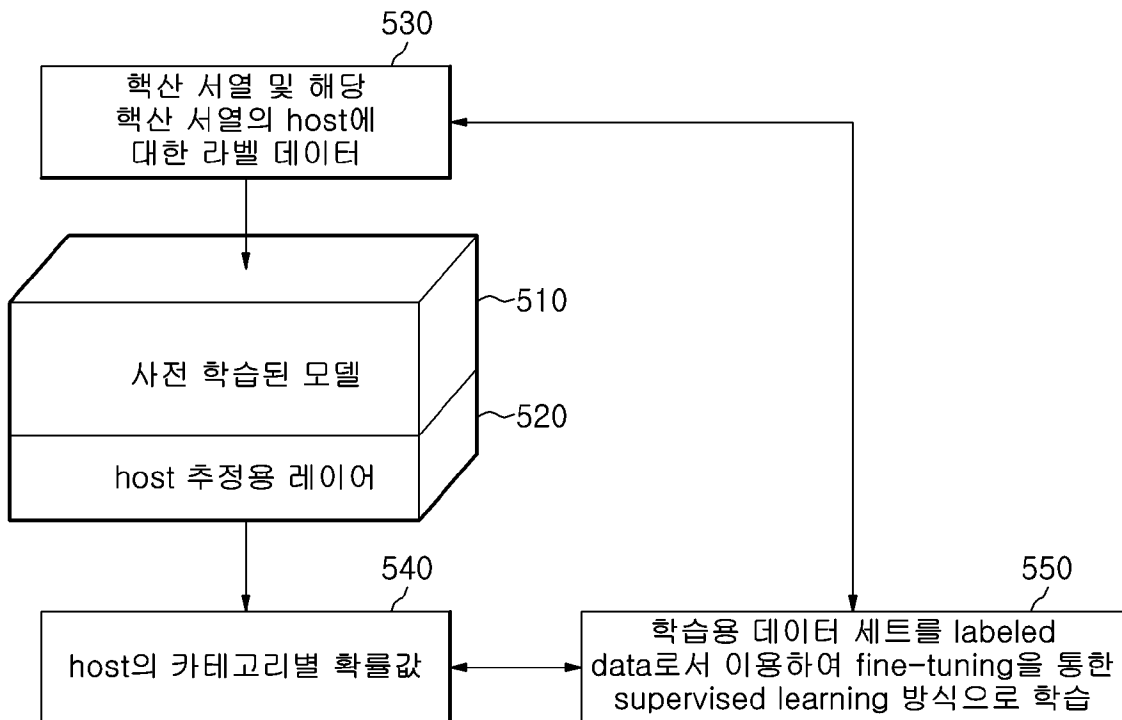 530
핵산 서열 및 해당
핵산 서열의 host에
대한 라벨 데이터
510
사전 학습된 모델
520
host 추정용 레이어
540
550
host의 카테고리별 확률값
학습용 데이터 세트를 labeled
data로서 이용하여 fine-tuning을 통한
supervised learning 방식으로 학습